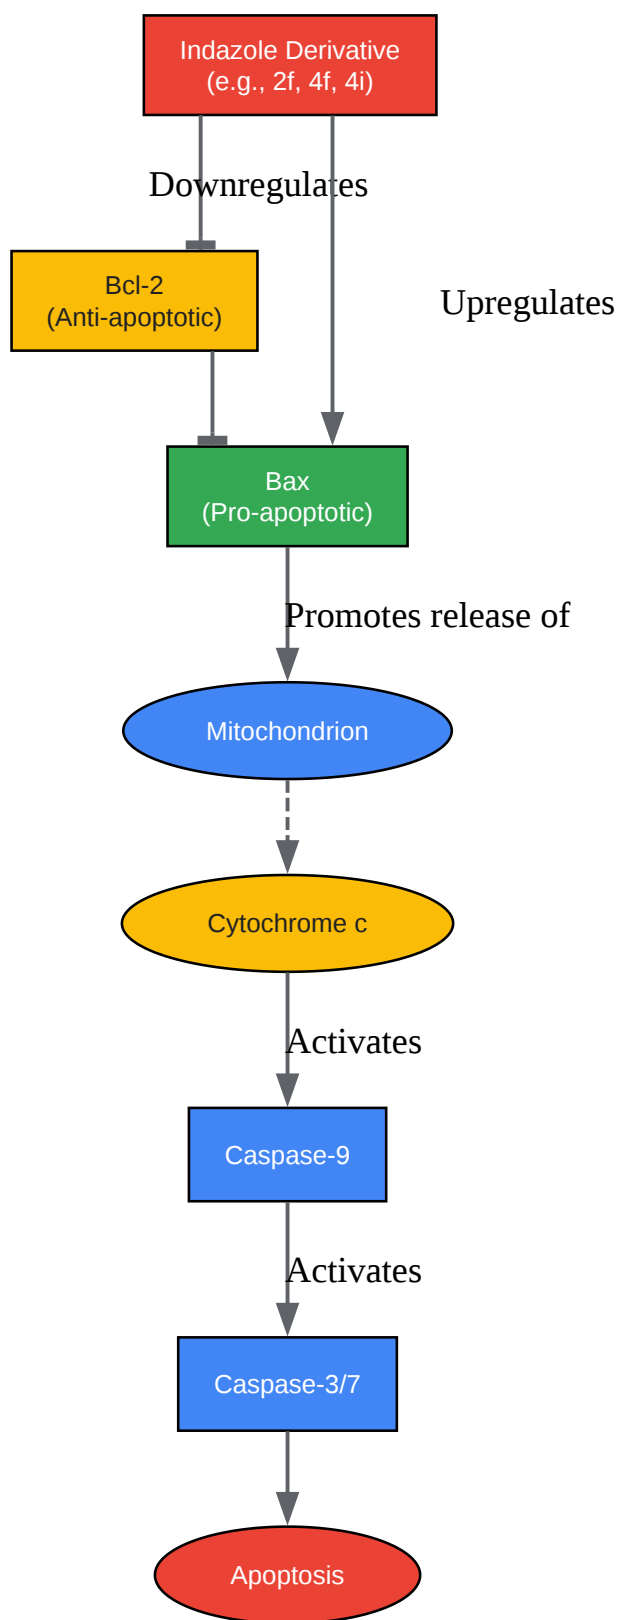 Indazole Derivative
(e.g., 2f, 4f, 4i)
Downregulates
Bcl-2
(Anti-apoptotic)
Upregulates
Bax
(Pro-apoptotic)
Promotes release of
Mitochondrion
Cytochrome c
Activates
Caspase-9
Activates
Caspase-3/7
Apoptosis